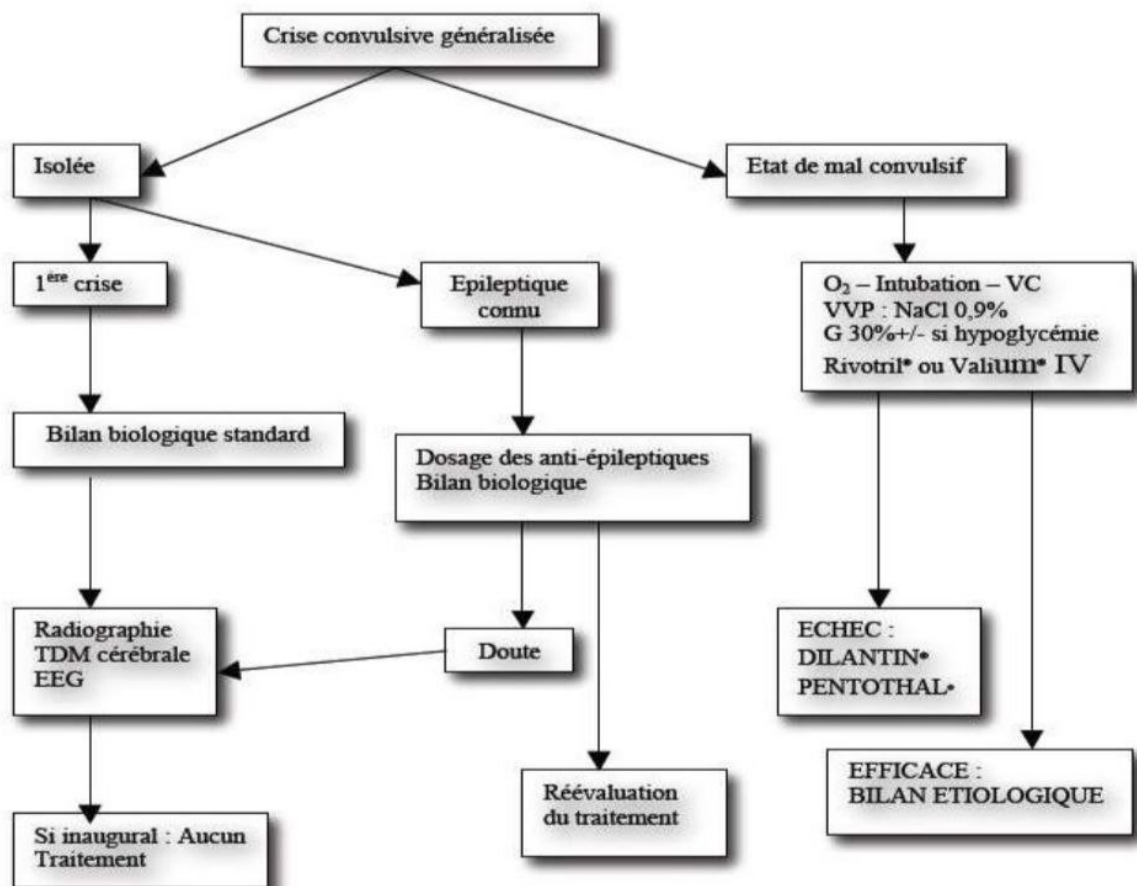 Crise convulsive généralisée
Isolée
Etat de mal convulsif
1ère crise
Epileptique
connu
O₂ – Intubation – VC
VVP : NaCl 0,9%
G 30%+/- si hypoglycémie
Rivotril® ou Valium® IV
Bilan biologique standard
Dosage des anti-épileptiques
Bilan biologique
Radiographie
TDM cérébrale
EEG
Doute
ECHEC :
DILANTIN®
PENTOTHAL®
Réévaluation
du traitement
EFFICACE :
BILAN ETIOLOGIQUE
Si inaugural : Aucun
Traitement